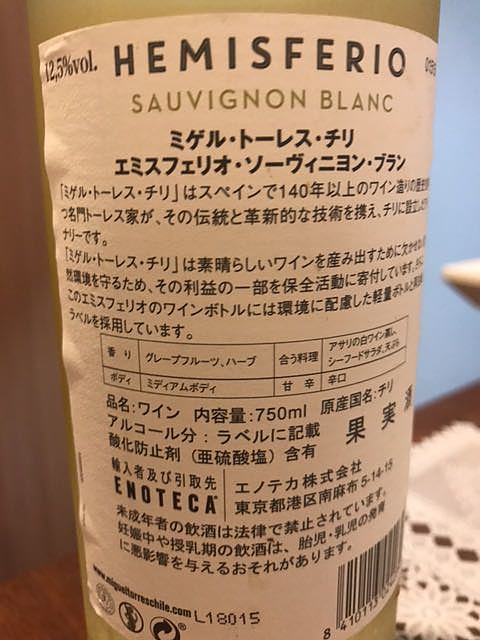 12,5%vol. HEMISFERIO
SAUVIGNON BLANC
ミゲル・トーレス・チリ
エミスフェリオ・ソーヴィニヨン・ブラン
「ミゲル・トーレス・チリ」はスペインで140年以上のワイン造りの歴史
つ名門トーレス家が、その伝統と革新的な技術を携え、チリに設立した
ナリーです。
「ミゲル・トーレス・チリ」は素晴らしいワインを産み出すために欠かせない
然環境を守るため、その利益の一部を保全活動に寄付しています。
このエミスフェリオのワインボトルには環境に配慮した軽量ボトルと
ラベルを採用しています。
香り グレープフルーツ、ハーブ 合う料理 アサリの白ワイン蒸し、
シーフードサラダ、天ぷら
ボディ ミディアムボディ 甘辛 辛口
品名:ワイン 内容量:750ml 原産国名:チリ
アルコール分:ラベルに記載 果実酒
酸化防止剤(亜硫酸塩)含有
輸入者及び引取先 エノテカ株式会社
ENOTECA 東京都港区南麻布5-14-15
未成年者の飲酒は法律で禁止されています。
妊娠中や授乳期の飲酒は、胎児・乳児の発育
に悪影響を与えるおそれがあります。
www.migueltorreschile.com L18015